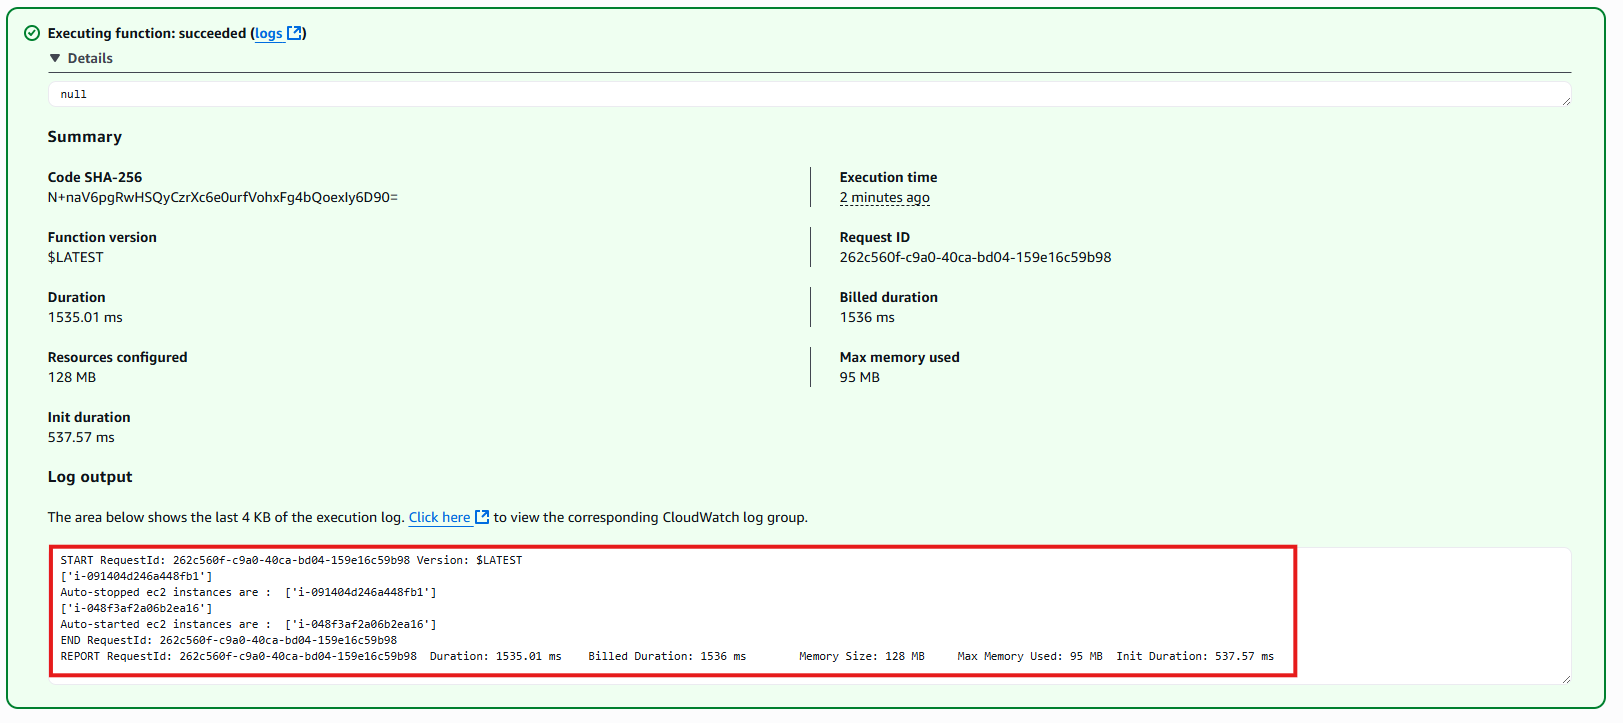 Executing function: succeeded (logs)
Details
null
Summary
Code SHA-256
N+naV6pgRwHSQyCzrXc6e0urfVohxFg4bQoexIy6D90=
Execution time
2 minutes ago
Function version
$LATEST
Request ID
262c560f-c9a0-40ca-bd04-159e16c59b98
Duration
1535.01 ms
Billed duration
1536 ms
Resources configured
128 MB
Max memory used
95 MB
Init duration
537.57 ms
Log output
The area below shows the last 4 KB of the execution log. Click here to view the corresponding CloudWatch log group.
START RequestId: 262c560f-c9a0-40ca-bd04-159e16c59b98 Version: $LATEST
['i-091404d246a448fb1']
Auto-stopped ec2 instances are :  ['i-091404d246a448fb1']
['i-048f3af2a06b2ea16']
Auto-started ec2 instances are :  ['i-048f3af2a06b2ea16']
END RequestId: 262c560f-c9a0-40ca-bd04-159e16c59b98
REPORT RequestId: 262c560f-c9a0-40ca-bd04-159e16c59b98  Duration: 1535.01 ms    Billed Duration: 1536 ms        Memory Size: 128 MB     Max Memory Used: 95 MB  Init Duration: 537.57 ms